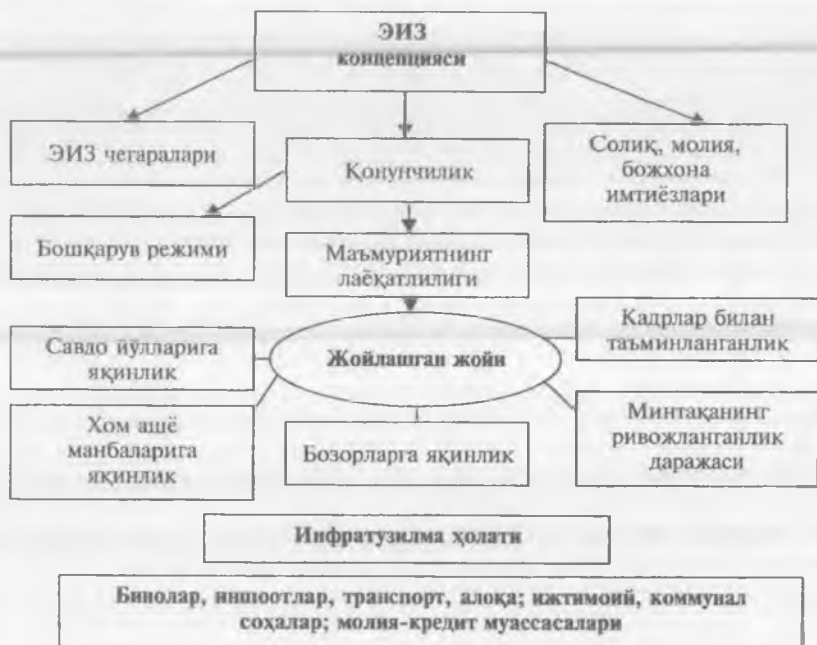 ЭИЗ
концепцияси
ЭИЗ чегаралари
Қонунчилик
Солиқ, молия,
божхона
имтиёзлари
Бошқарув режими
Маъмуриятнинг
лаёқатлилиги
Савдо йўлларига
яқинлик
Жойлашган жойи
Кадрлар билан
таъминланганлик
Хом ашё
манбаларига
яқинлик
Бозорларга яқинлик
Минтақанинг
ривожланганлик
даражаси
Инфратузилма ҳолати
Бинолар, иншоотлар, транспорт, алоқа; ижтимоий, коммунал
соҳалар; молия-кредит муассасалари